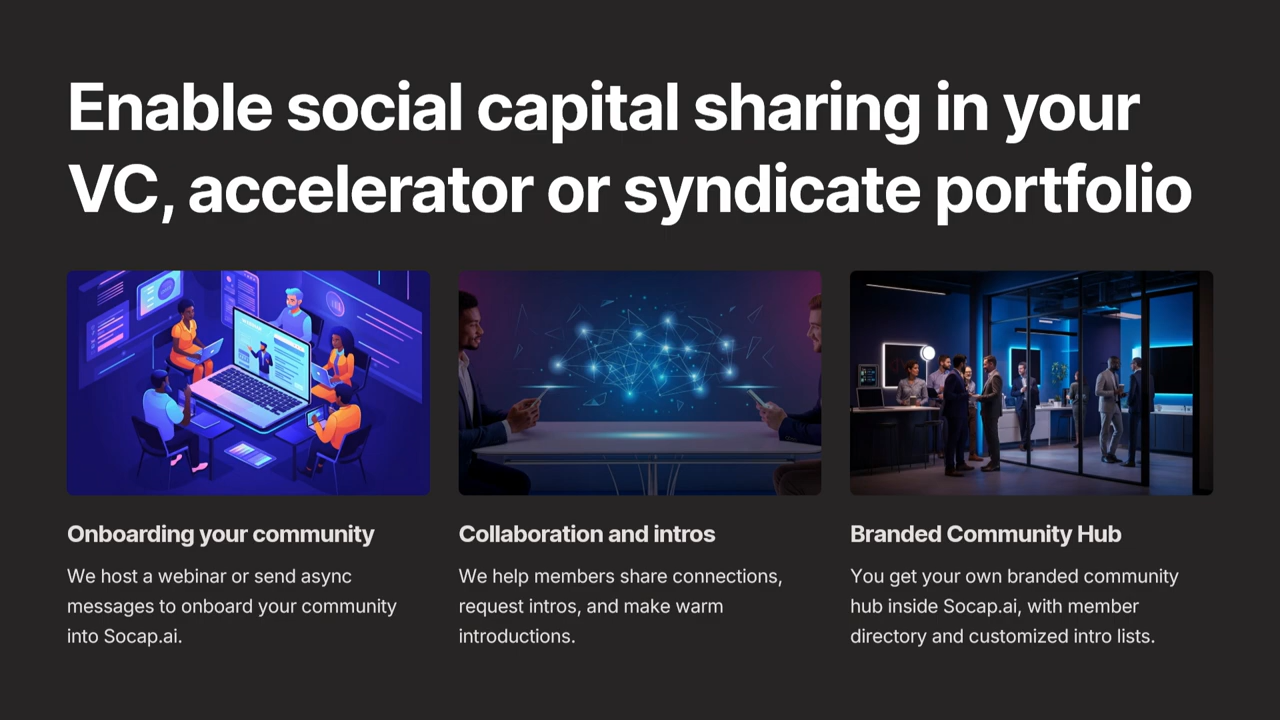 Enable social capital sharing in your
VC, accelerator or syndicate portfolio
Onboarding your community
We host a webinar or send async
messages to onboard your community
into Socap.ai.
Collaboration and intros
We help members share connections,
request intros, and make warm
introductions.
Branded Community Hub
You get your own branded community
hub inside Socap.ai, with member
directory and customized intro lists.